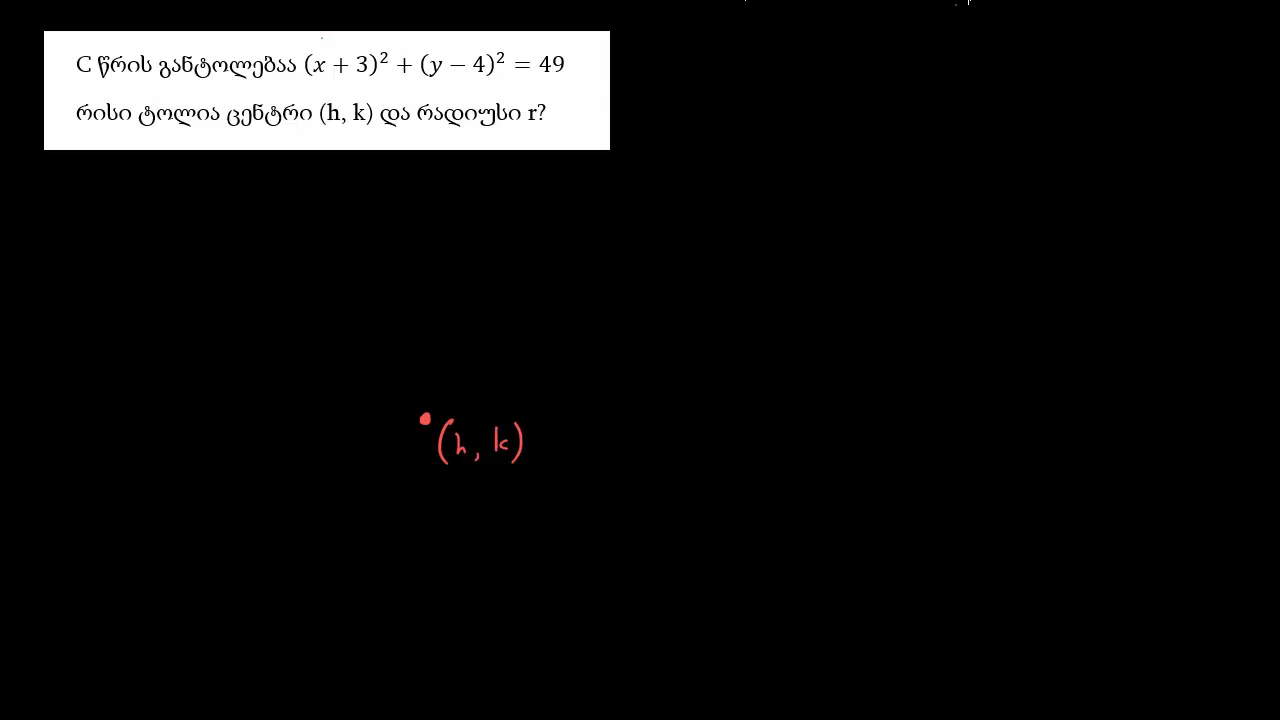 C წრის განტოლებაა (x + 3)² + (y − 4)² = 49
რისი ტოლია ცენტრი (h, k) და რადიუსი r?
(h, k)